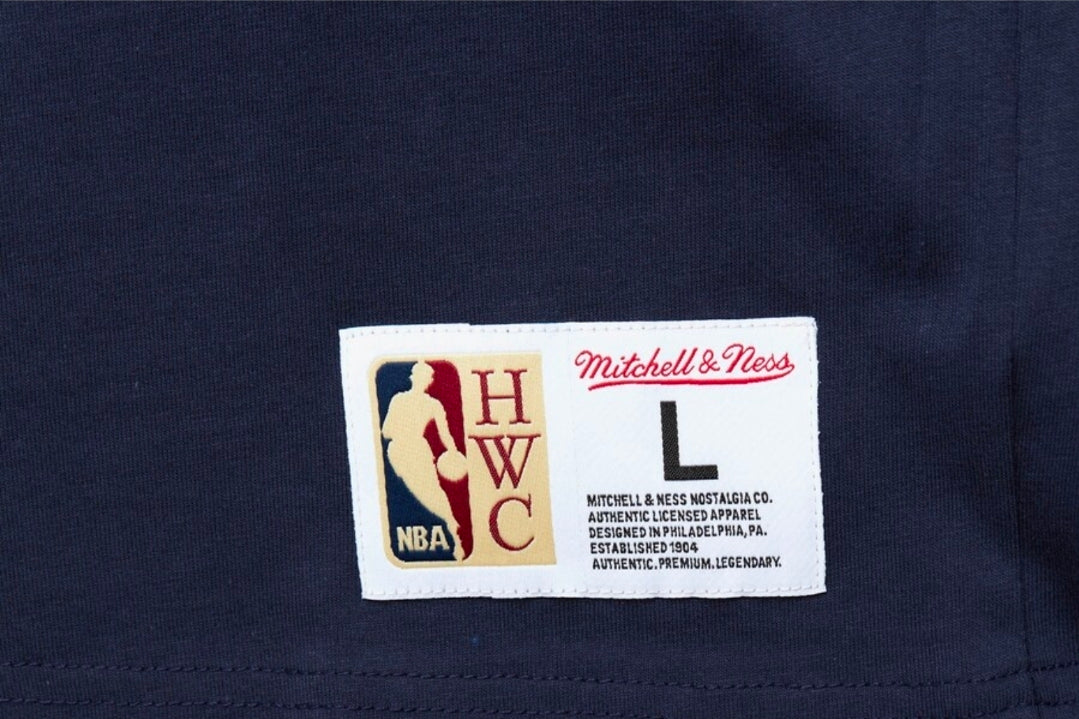 NBA
H
W
C
Mitchell & Ness
L
MITCHELL & NESS NOSTALGIA CO.
AUTHENTIC LICENSED APPAREL
DESIGNED IN PHILADELPHIA, PA.
ESTABLISHED 1904
AUTHENTIC. PREMIUM. LEGENDARY.